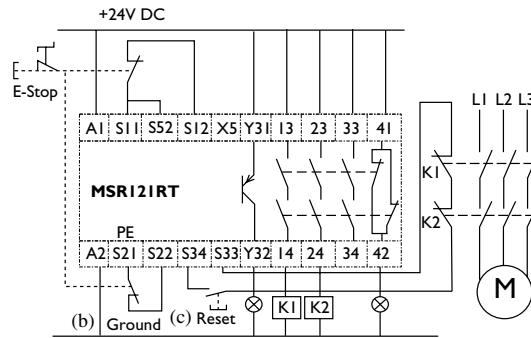 +24V DC
E-Stop
A1 S11 S52 S12 X5 Y31 13 23 33 41
L1 L2 L3
MSR121RT
K1
PE
K2
A2 S21 S22 S34 S33 Y32 14 24 34 42
(b) Ground (c) Reset
K1 K2
M